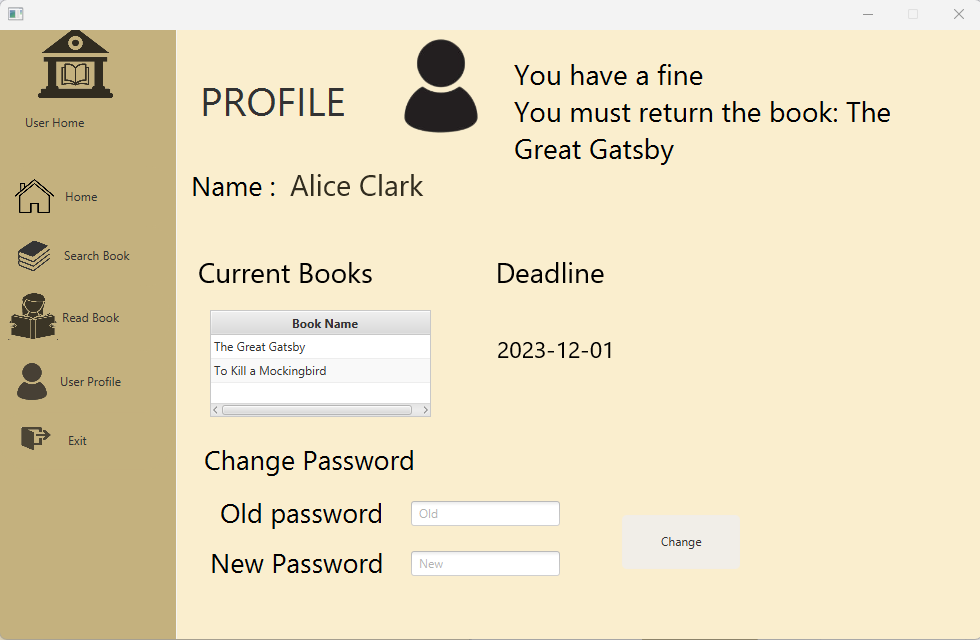 User Home
Home
Search Book
Read Book
User Profile
Exit
PROFILE
You have a fine
You must return the book: The
Great Gatsby
Name : Alice Clark
Current Books
Deadline
Book Name
The Great Gatsby
To Kill a Mockingbird
2023-12-01
Change Password
Old password
Old
New Password
New
Change